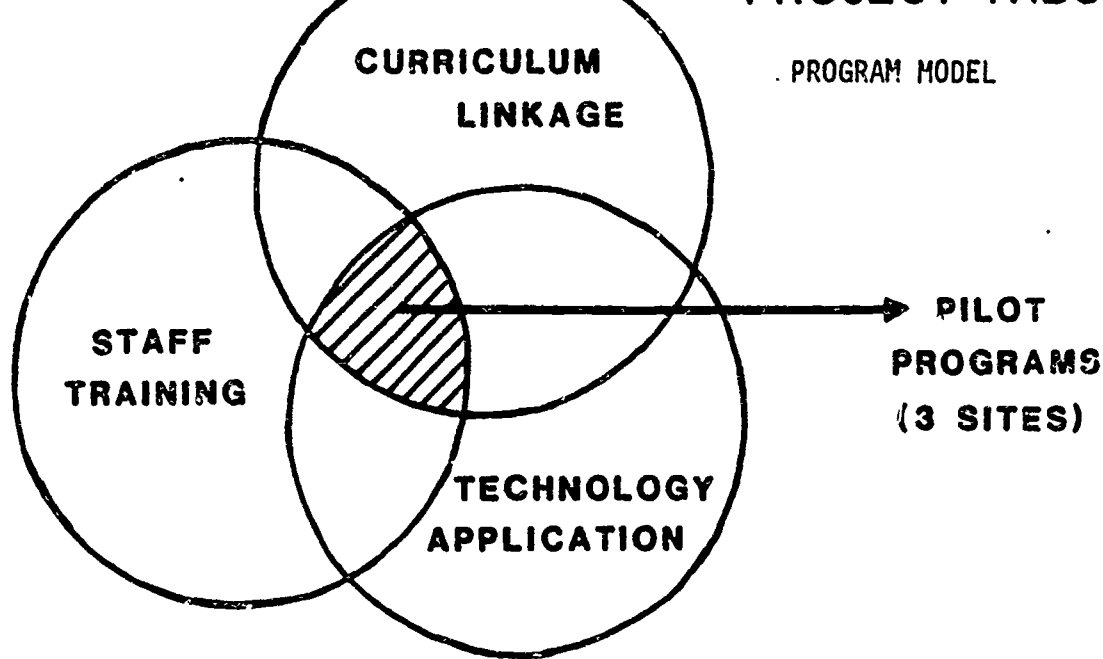 PROGRAM MODEL
CURRICULUM
LINKAGE
STAFF
TRAINING
PILOT
PROGRAMS
(3 SITES)
TECHNOLOGY
APPLICATION